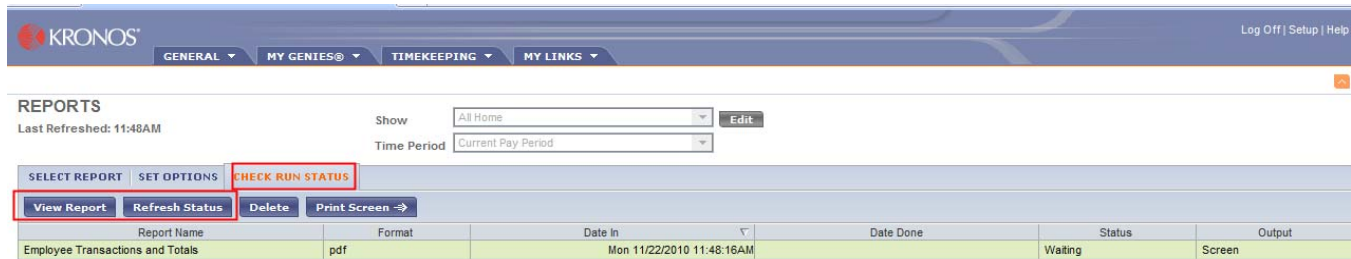 KRONOS®
Log Off | Setup | Help
GENERAL MY GENIES® TIMEKEEPING MY LINKS
REPORTS
Last Refreshed: 11:48AM
Show All Home Edit
Time Period Current Pay Period
SELECT REPORT SET OPTIONS CHECK RUN STATUS
View Report Refresh Status Delete Print Screen
Report Name Format Date In Date Done Status Output
Employee Transactions and Totals pdf Mon 11/22/2010 11:48:16AM Waiting Screen